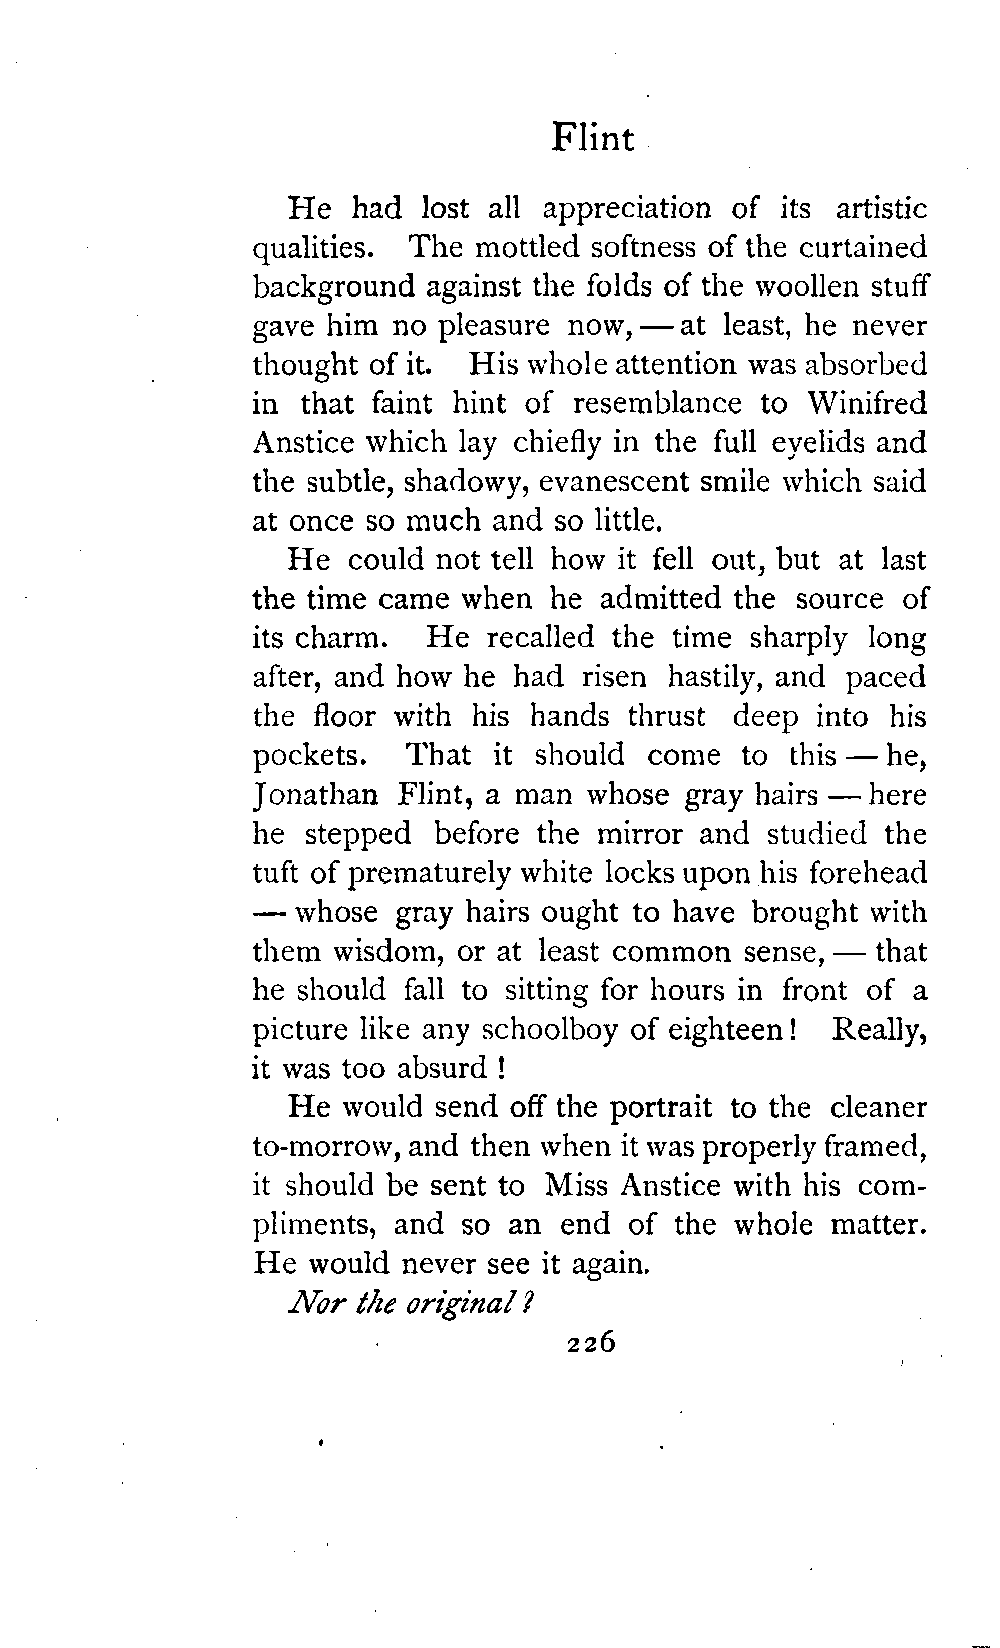 Flint
He had lost all appreciation of its artistic
qualities. The mottled softness of the curtained
background against the folds of the woollen stuff
gave him no pleasure now, — at least, he never
thought of it. His whole attention was absorbed
in that faint hint of resemblance to Winifred
Anstice which lay chiefly in the full eyelids and
the subtle, shadowy, evanescent smile which said
at once so much and so little.
He could not tell how it fell out, but at last
the time came when he admitted the source of
its charm. He recalled the time sharply long
after, and how he had risen hastily, and paced
the floor with his hands thrust deep into his
pockets. That it should come to this — he,
Jonathan Flint, a man whose gray hairs — here
he stepped before the mirror and studied the
tuft of prematurely white locks upon his forehead
— whose gray hairs ought to have brought with
them wisdom, or at least common sense, — that
he should fall to sitting for hours in front of a
picture like any schoolboy of eighteen! Really,
it was too absurd !
He would send off the portrait to the cleaner
to-morrow, and then when it was properly framed,
it should be sent to Miss Anstice with his com-
pliments, and so an end of the whole matter.
He would never see it again.
Nor the original?
226